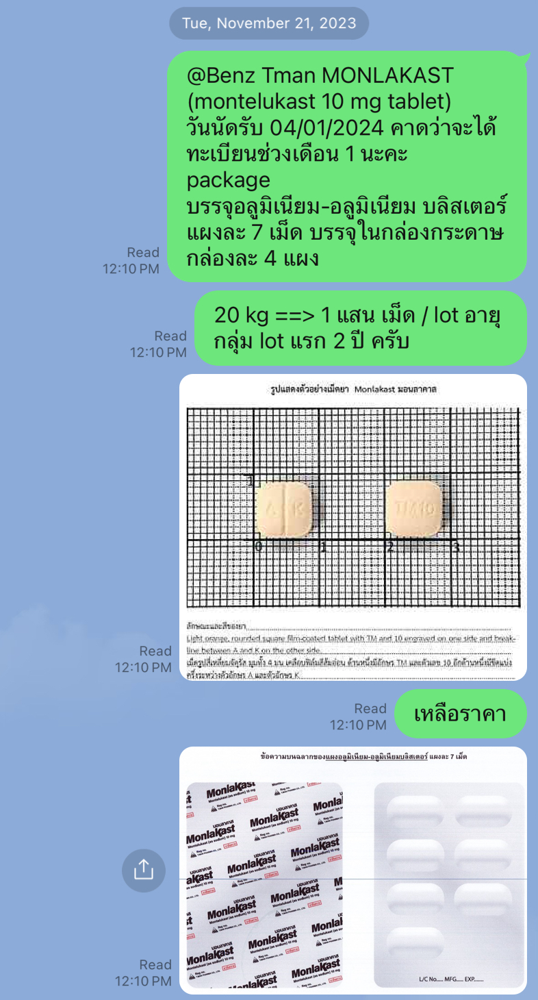 Tue, November 21, 2023
@Benz Tman MONLAKAST
(montelukast 10 mg tablet)
วันนัดรับ 04/01/2024 คาดว่าจะได้
ทะเบียนช่วงเดือน 1 นะคะ
package
บรรจุอลูมิเนียม-อลูมิเนียม บลิสเตอร์
แผงละ 7 เม็ด บรรจุในกล่องกระดาษ
กล่องละ 4 แผง
Read
12:10 PM
20 kg ==> 1 แสน เม็ด / lot อายุ
กลุ่ม lot แรก 2 ปี ครับ
Read
12:10 PM
รูปแสดงตัวอย่างเม็ดยา Monlakast มอนลาคาส
1
A K
TM10
0 1 2 3
ลักษณะและสีของยา
Light orange, rounded square film-coated tablet with TM and 10 engraved on one side and break-
line between A and K on the other side.
เม็ดรูปสี่เหลี่ยมจัตุรัส มุมทั้ง 4 มน เคลือบฟิล์มสีส้มอ่อน ด้านหนึ่งมีอักษร TM และตัวเลข 10 อีกด้านหนึ่งมีขีดแบ่ง
ครึ่งระหว่างตัวอักษร A และตัวอักษร K
Read
12:10 PM
เหลือราคา
Read
12:10 PM
ข้อความบนฉลากของแผงอลูมิเนียม-อลูมิเนียมบลิสเตอร์ แผงละ 7 เม็ด
มอนลาคาส
MonlaKast
Montelukast (as sodium) 10 mg
Reg no.
L/C No..... MFG..... EXP.......
Read
12:10 PM